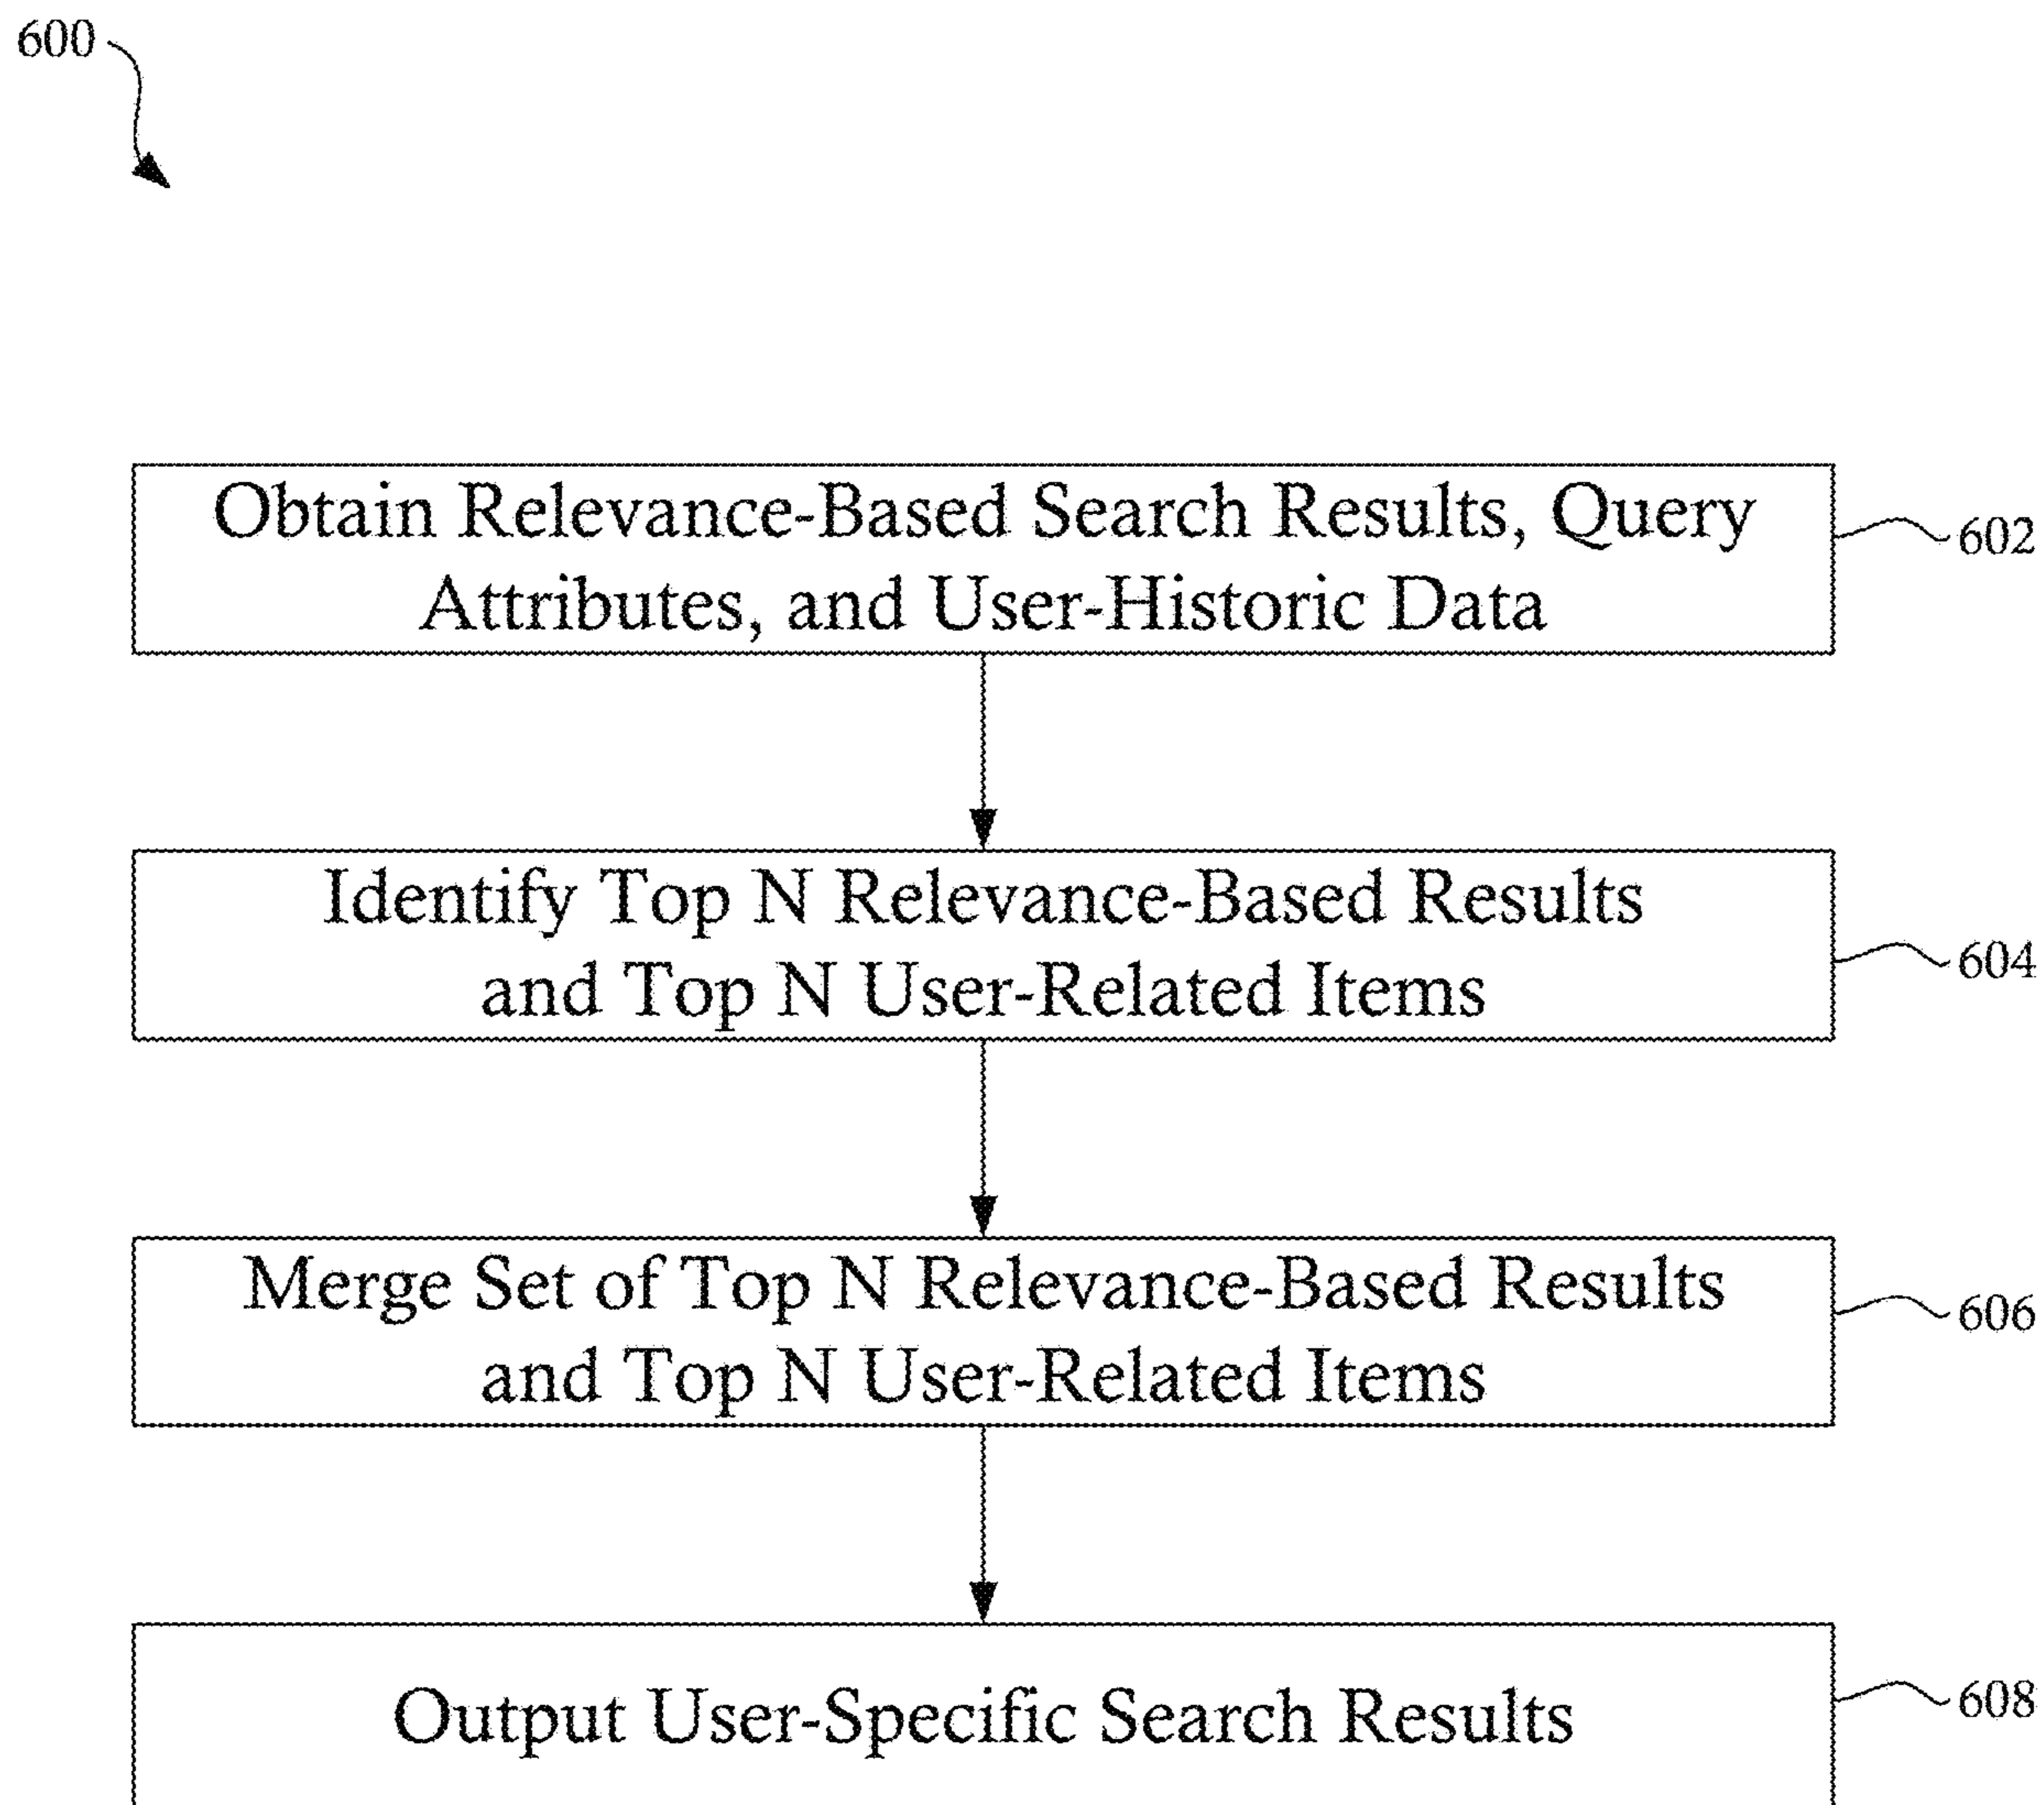 600
Obtain Relevance-Based Search Results, Query
Attributes, and User-Historic Data
602
Identify Top N Relevance-Based Results
and Top N User-Related Items
604
Merge Set of Top N Relevance-Based Results
and Top N User-Related Items
606
Output User-Specific Search Results
608